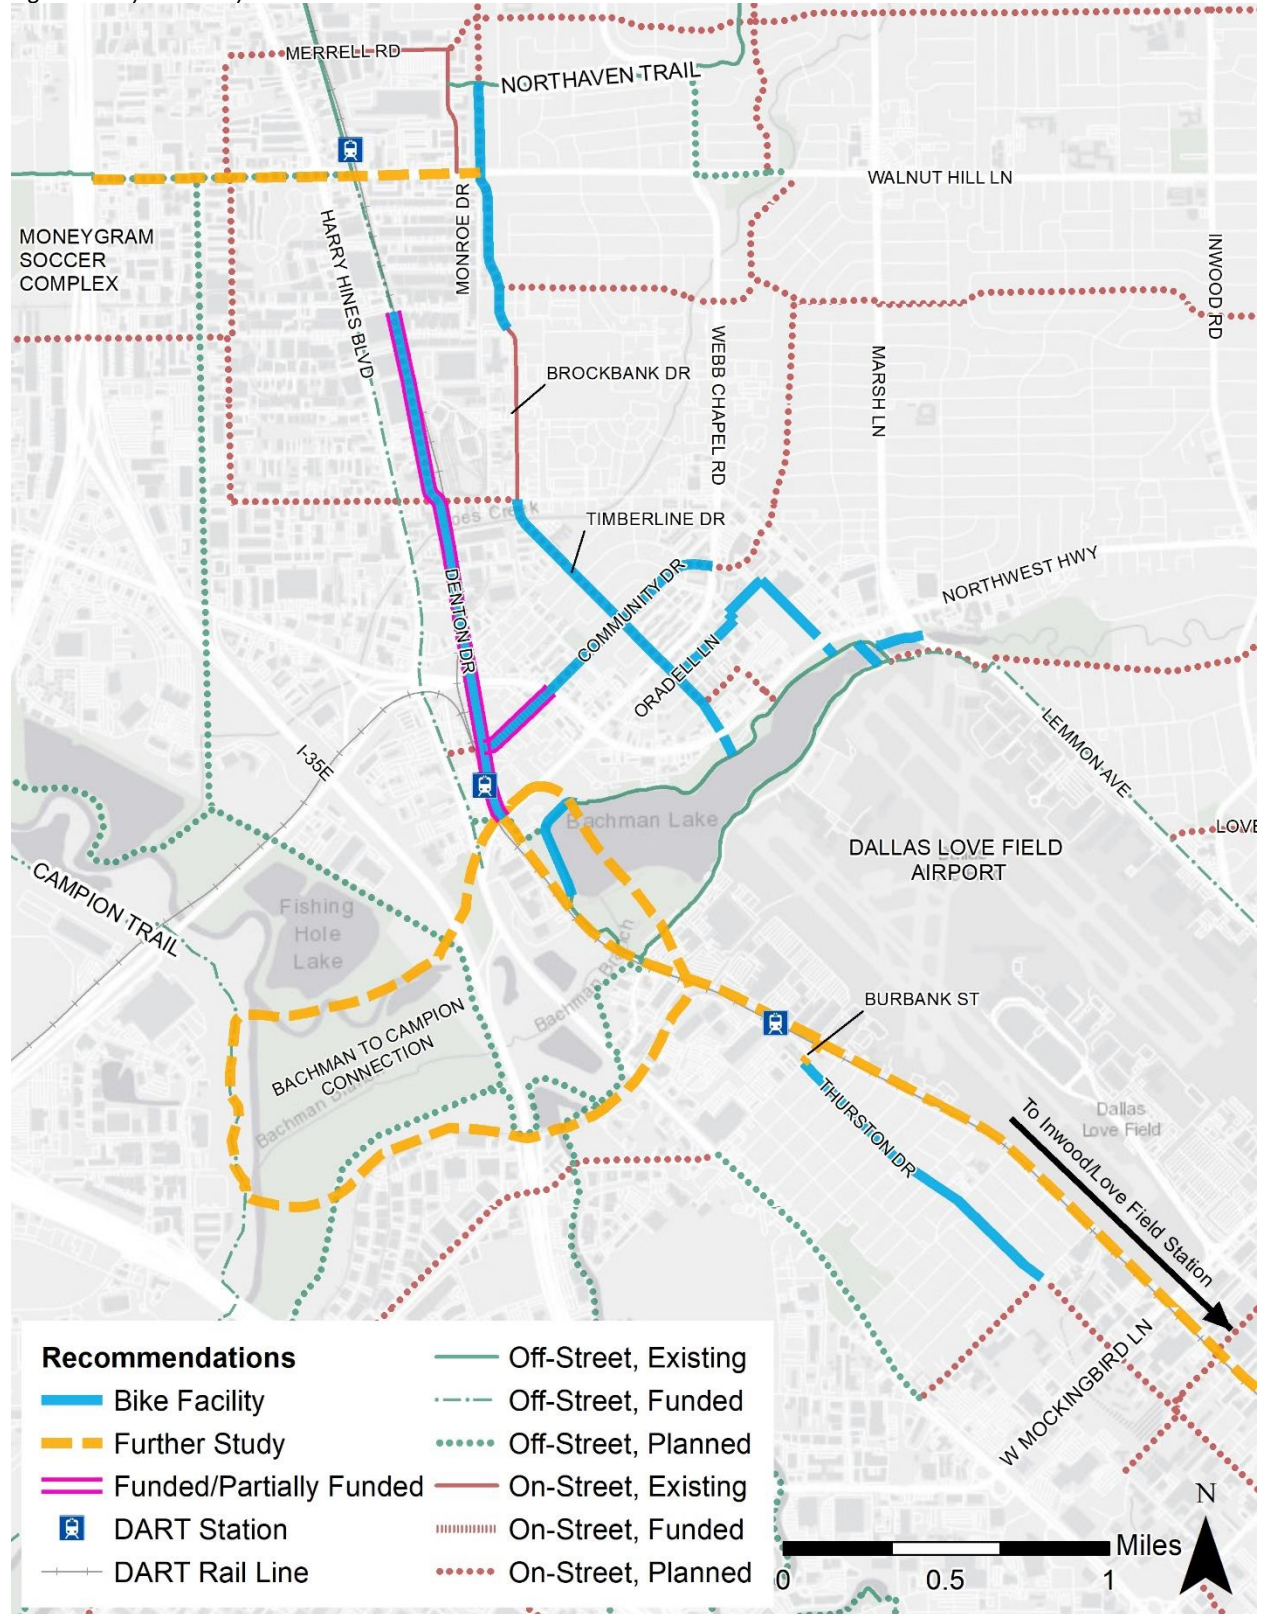 MERRELL RD
NORTHAVEN TRAIL
WALNUT HILL LN
MONEYGRAM
SOCCER
COMPLEX
HARRY HINES BLVD
MONROE DR
INWOOD RD
WEBB CHAPEL RD
MARSH LN
BROCKBANK DR
TIMBERLINE DR
DENTON DR
COMMUNITY DR
ORADELL LN
NORTHWEST HWY
LEMMON AVE
I-35E
Bachman Lake
DALLAS LOVE FIELD
AIRPORT
LOVE
CAMPION TRAIL
Fishing
Hole
Lake
Bachman Branch
BACHMAN TO CAMPION
CONNECTION
BURBANK ST
THURSTON DR
Dallas
Love Field
To Inwood/Love Field Station
W MOCKINGBIRD LN
Recommendations
Bike Facility
Further Study
Funded/Partially Funded
DART Station
DART Rail Line
Off-Street, Existing
Off-Street, Funded
Off-Street, Planned
On-Street, Existing
On-Street, Funded
On-Street, Planned
N
Miles
0 0.5 1